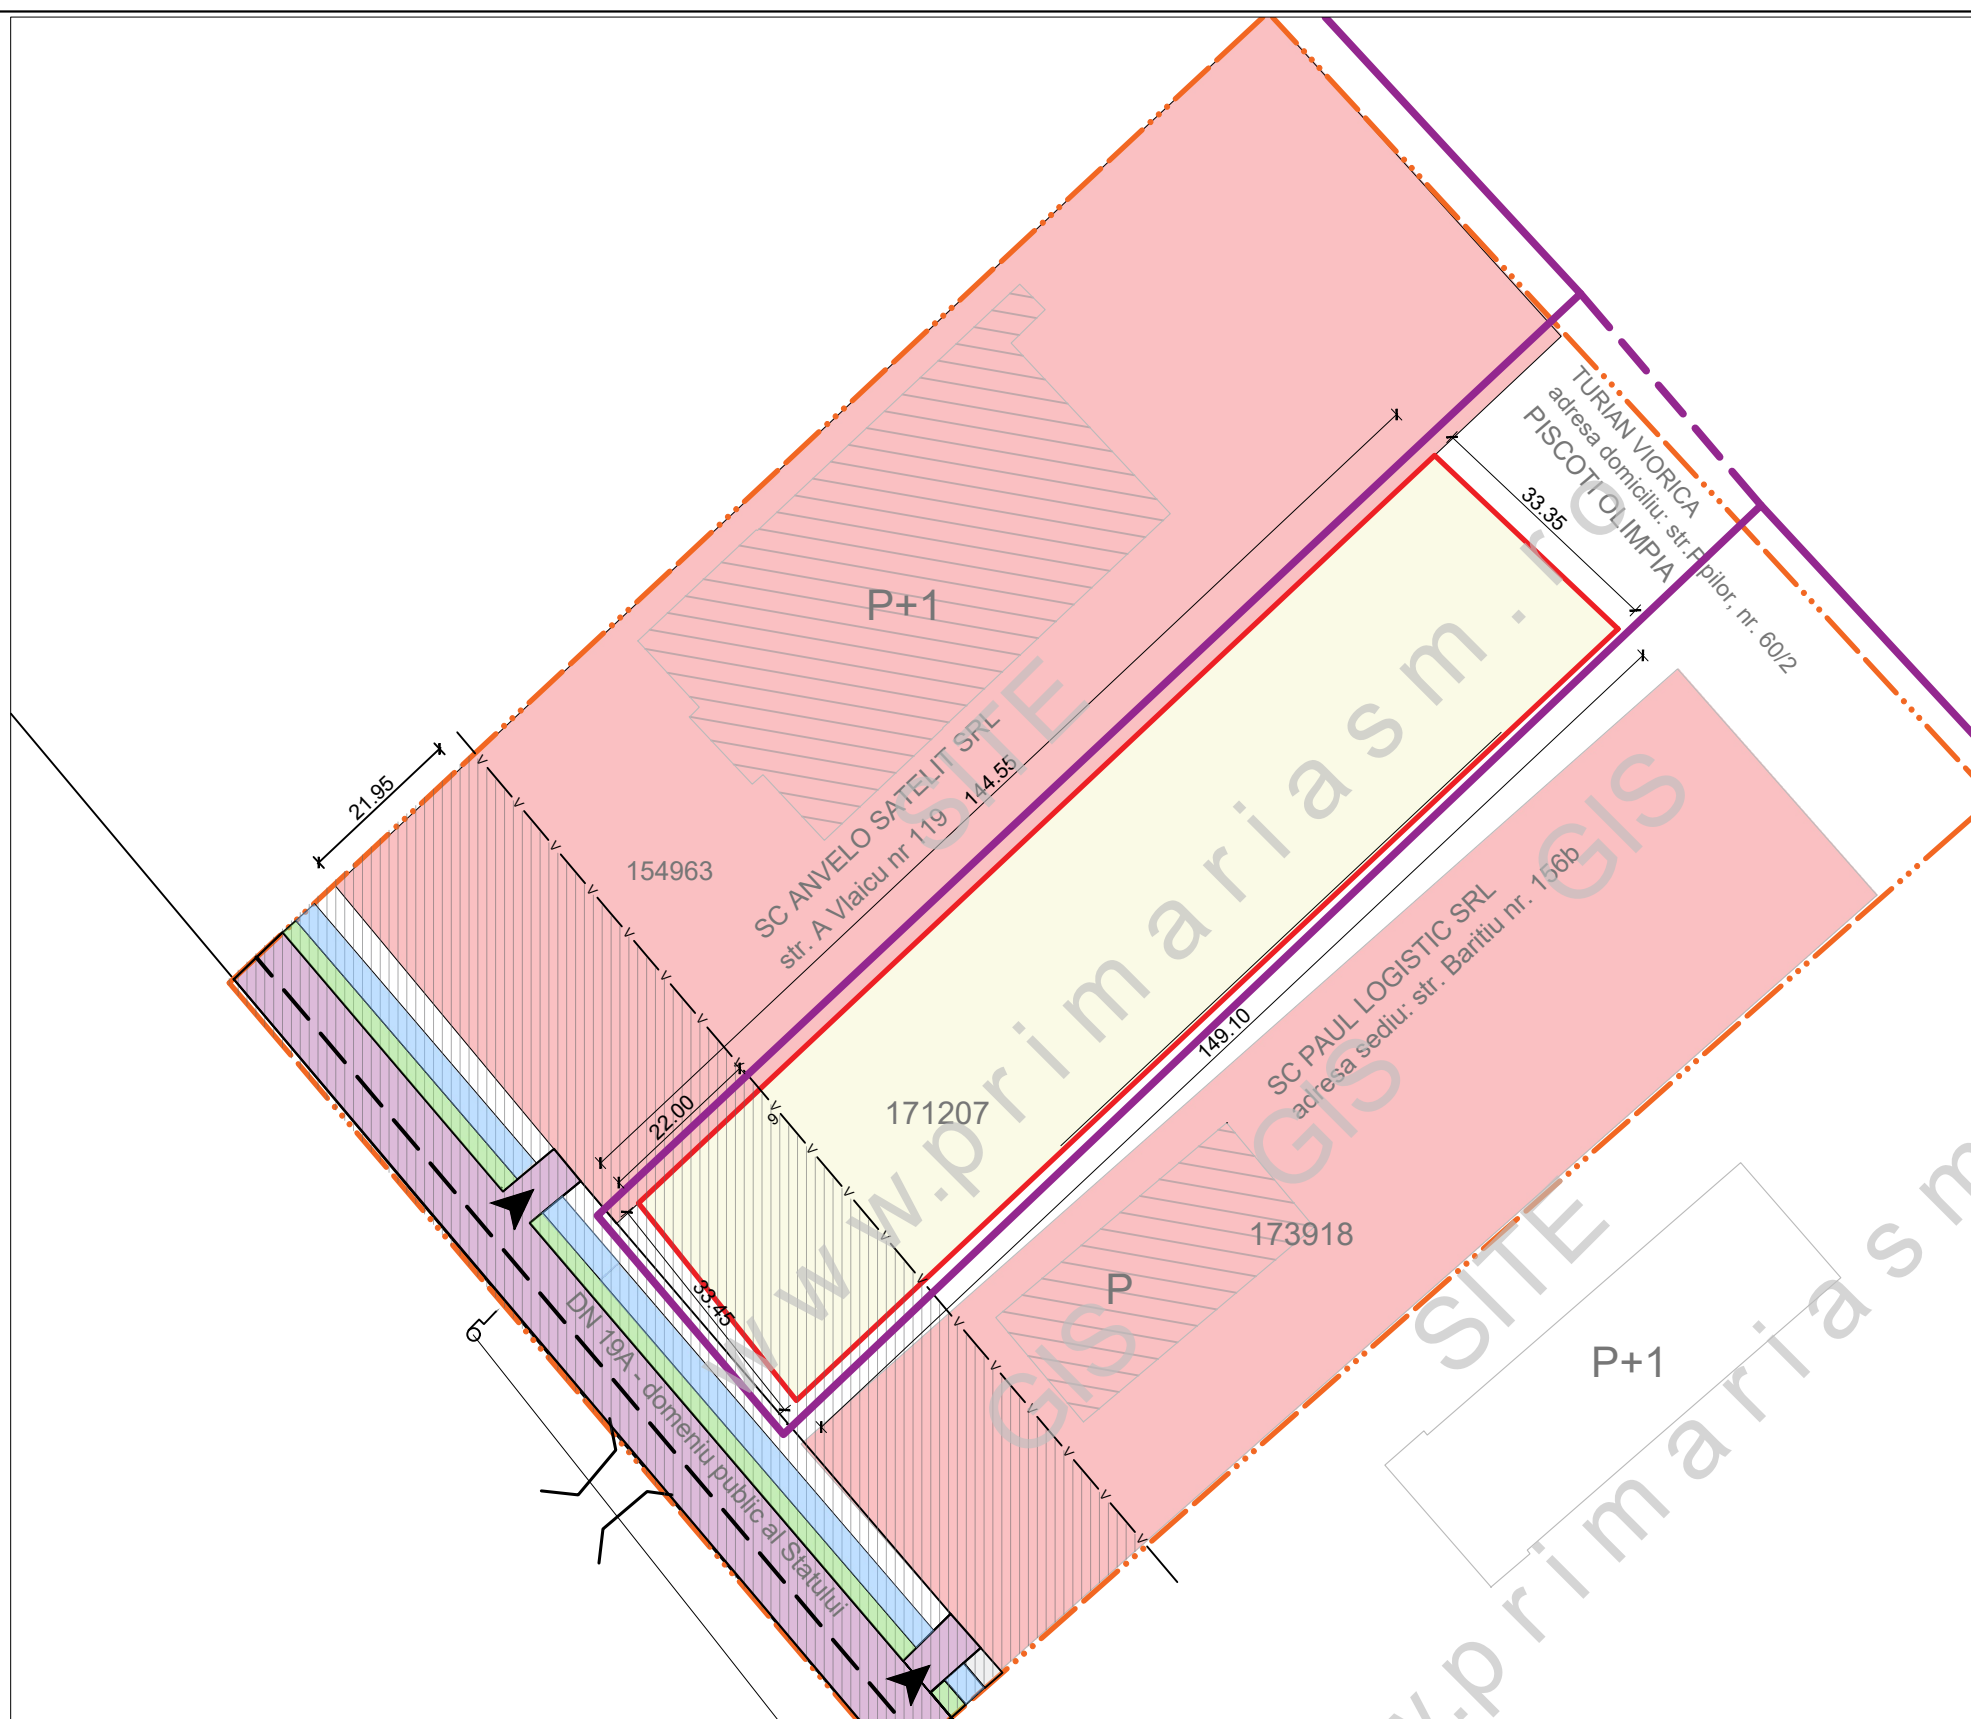 TURIAN VIORICA
adresa domiciliu: str. Popilor, nr. 60/2
PISCOTI OLIMPIA
33.35
P+1
21.95
154963
SC ANVELO SATELIT SRL
str. A Vlaicu nr 119
144.55
SITE
GIS
www.primariasm.ro
22.00
171207
149.10
SC PAUL LOGISTIC SRL
adresa sediu: str. Baritiu nr. 156b
GIS
173918
P
GIS
33.45
DN 19A - domeniu public al Statului
SITE
P+1
w.primariasm